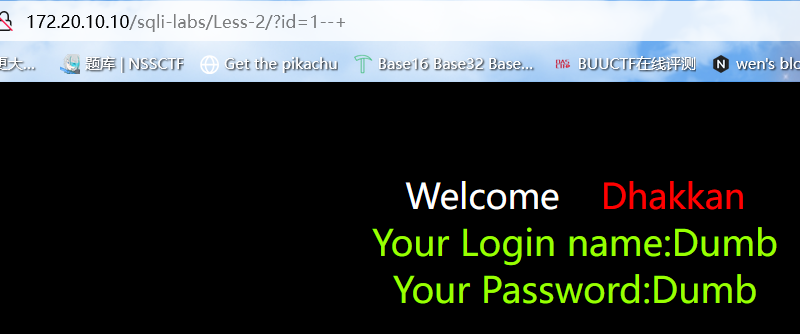 172.20.10.10/sqli-labs/Less-2/?id=1--+
更大... 题库 | NSSCTF Get the pikachu Base16 Base32 Base... BUUCTF在线评测 wen's blo
Welcome Dhakkan
Your Login name:Dumb
Your Password:Dumb